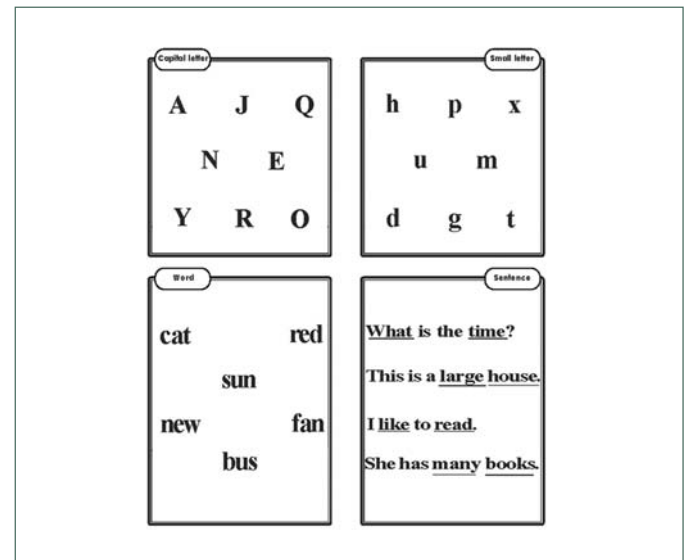 Capital letter
A J Q
N E
Y R O
Small letter
h p x
u m
d g t
Word
cat red
sun
new fan
bus
Sentence
What is the time?
This is a large house.
I like to read.
She has many books.